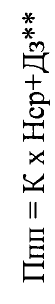 Ппп = К х Нср+Дз**